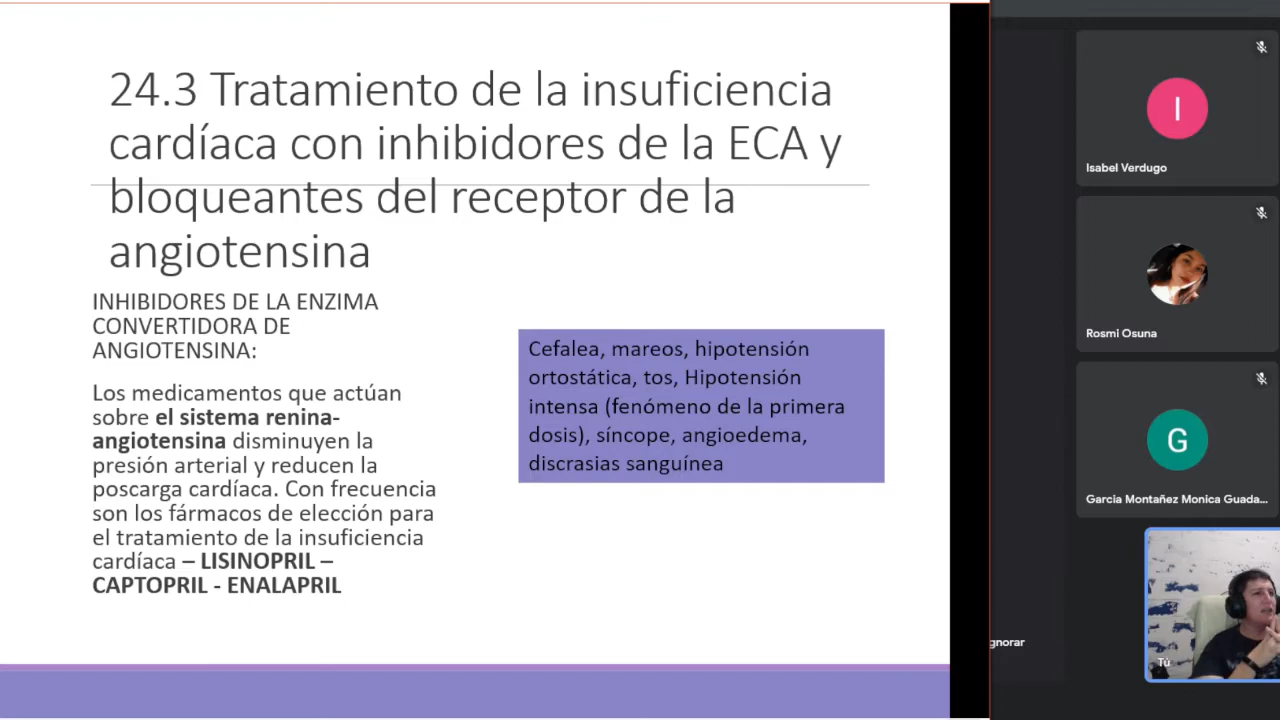 24.3 Tratamiento de la insuficiencia
cardíaca con inhibidores de la ECA y
bloqueantes del receptor de la
angiotensina
INHIBIDORES DE LA ENZIMA
CONVERTIDORA DE
ANGIOTENSINA:
Los medicamentos que actúan
sobre el sistema renina-
angiotensina disminuyen la
presión arterial y reducen la
poscarga cardíaca. Con frecuencia
son los fármacos de elección para
el tratamiento de la insuficiencia
cardíaca – LISINOPRIL –
CAPTOPRIL - ENALAPRIL
Cefalea, mareos, hipotensión
ortostática, tos, Hipotensión
intensa (fenómeno de la primera
dosis), síncope, angioedema,
discrasias sanguínea
I
Isabel Verdugo
Rosmi Osuna
G
Garcia Montañez Monica Guada...
gnorar
Tú